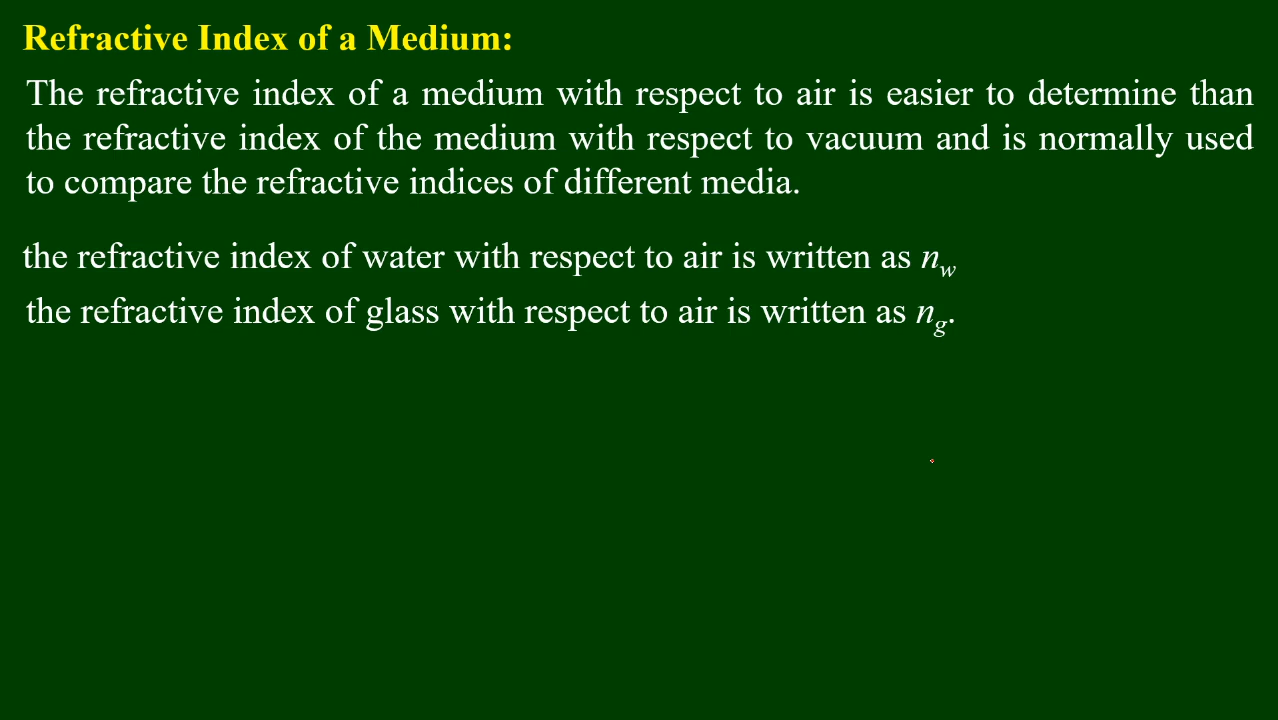 Refractive Index of a Medium:
The refractive index of a medium with respect to air is easier to determine than
the refractive index of the medium with respect to vacuum and is normally used
to compare the refractive indices of different media.
the refractive index of water with respect to air is written as n_w
the refractive index of glass with respect to air is written as n_g.